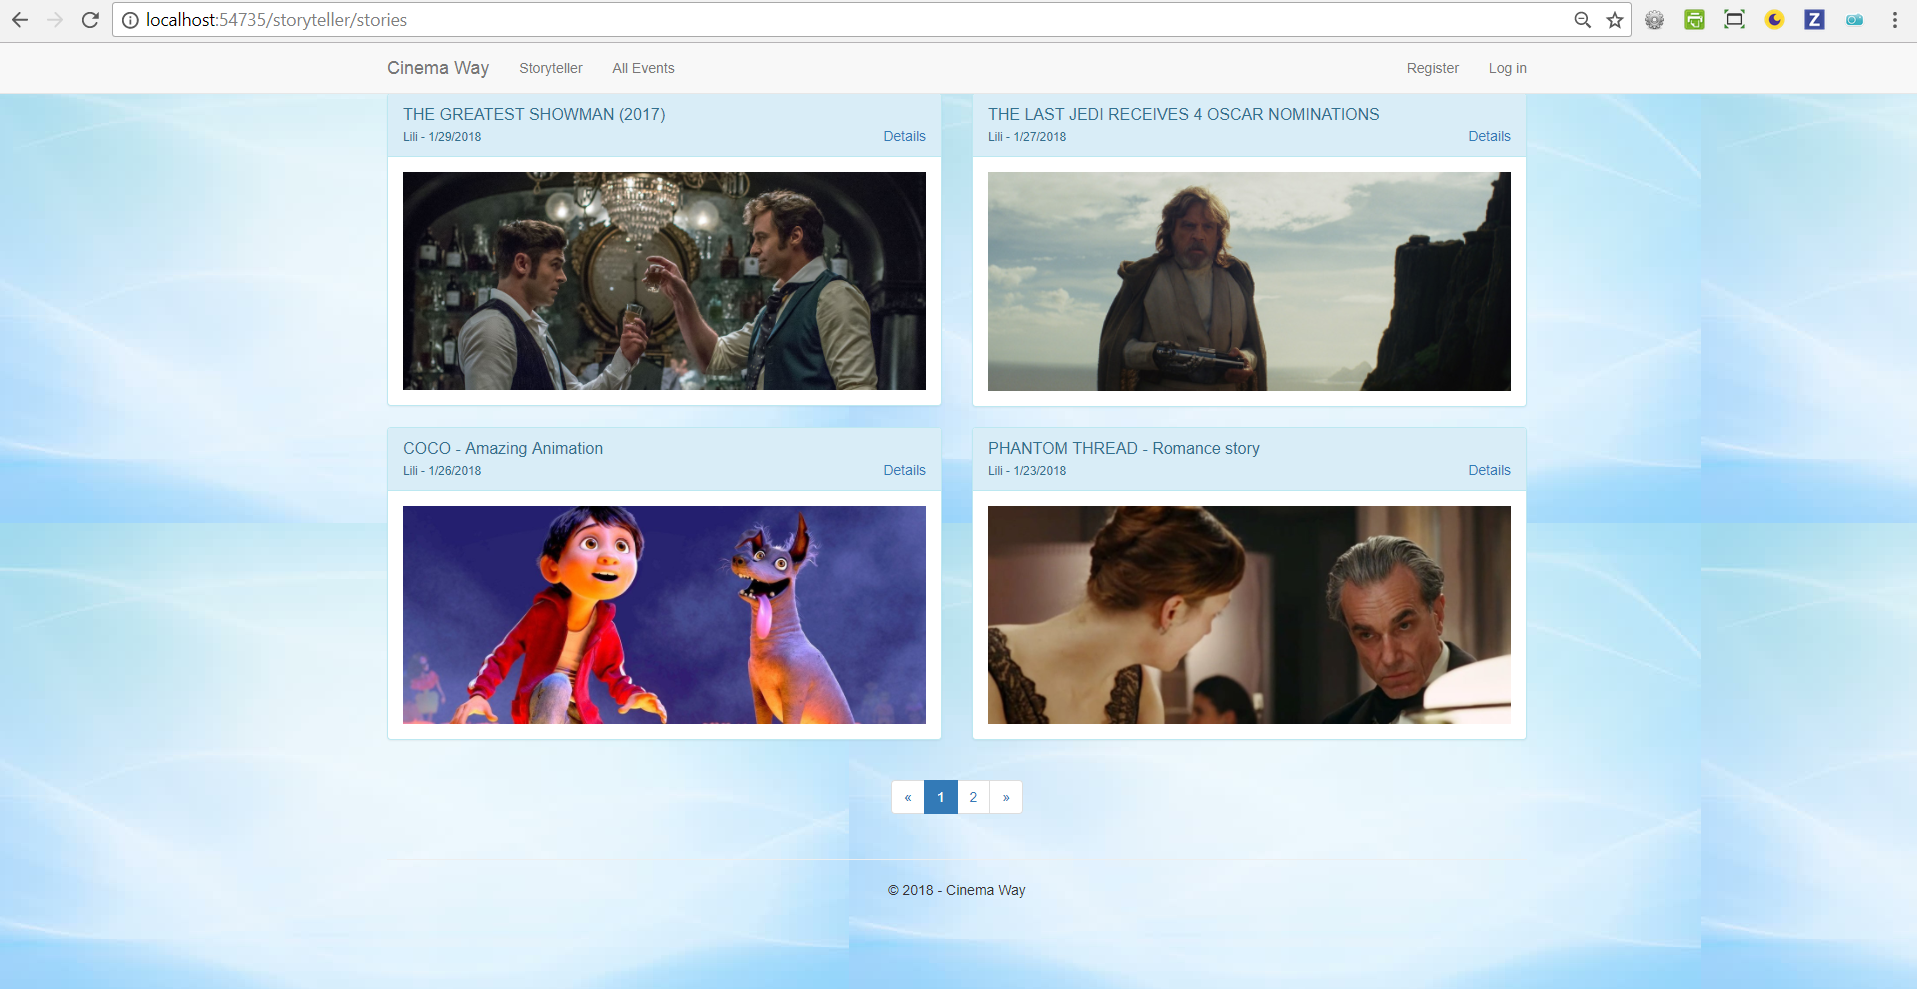 localhost:54735/storyteller/stories
Cinema Way Storyteller All Events Register Log in
THE GREATEST SHOWMAN (2017)
Lili - 1/29/2018 Details
THE LAST JEDI RECEIVES 4 OSCAR NOMINATIONS
Lili - 1/27/2018 Details
COCO - Amazing Animation
Lili - 1/26/2018 Details
PHANTOM THREAD - Romance story
Lili - 1/23/2018 Details
« 1 2 »
© 2018 - Cinema Way
Z